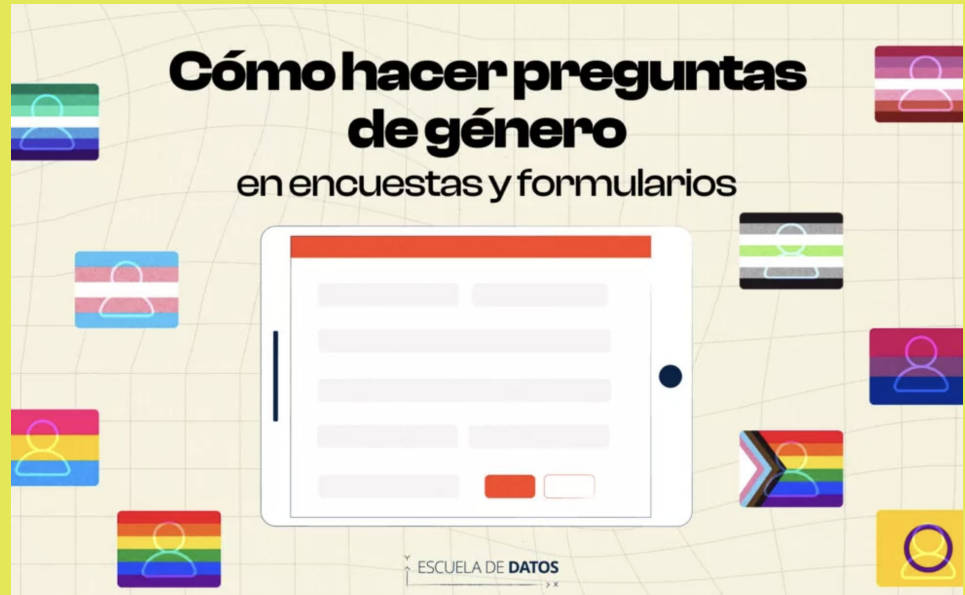 Cómo hacer preguntas
de género
en encuestas y formularios
ESCUELA DE DATOS